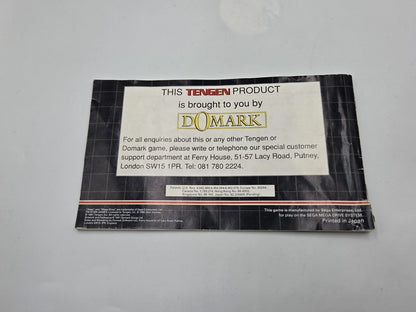 THIS TENGEN PRODUCT
is brought to you by
DOMARK
For all enquiries about this or any other Tengen or
Domark game, please write or telephone our special customer
support department at Ferry House, 51-57 Lacy Road, Putney,
London SW15 1PR. Tel: 081 780 2224.
This game is manufactured by Sega Enterprises, Ltd.
for play on the SEGA MEGA DRIVE SYSTEM.
Printed in Japan